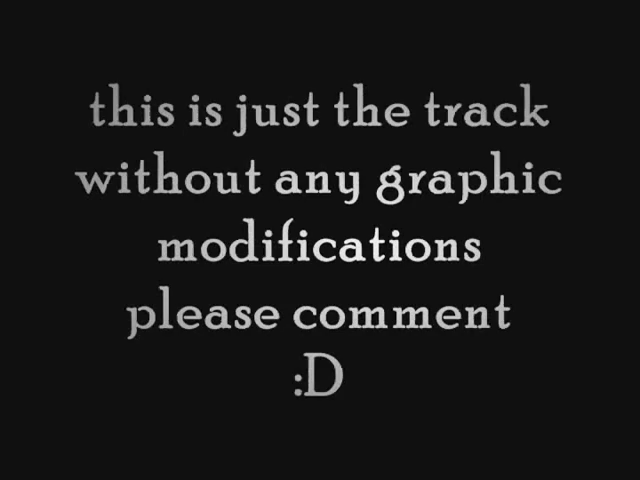 this is just the track
without any graphic
modifications
please comment
:D